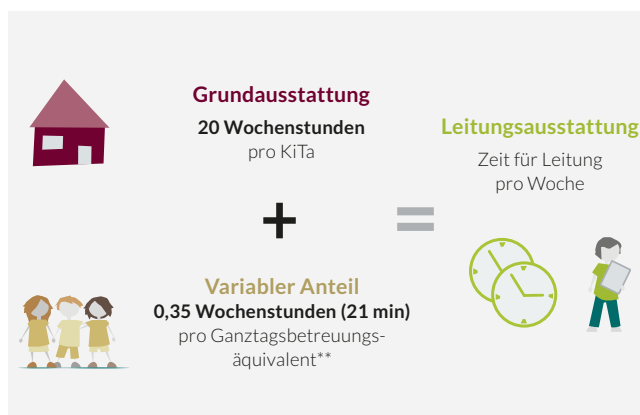 Grundausstattung
20 Wochenstunden
pro KiTa
+
Variabler Anteil
0,35 Wochenstunden (21 min)
pro Ganztagsbetreuungs-
äquivalent**
=
Leitungsausstattung
Zeit für Leitung
pro Woche